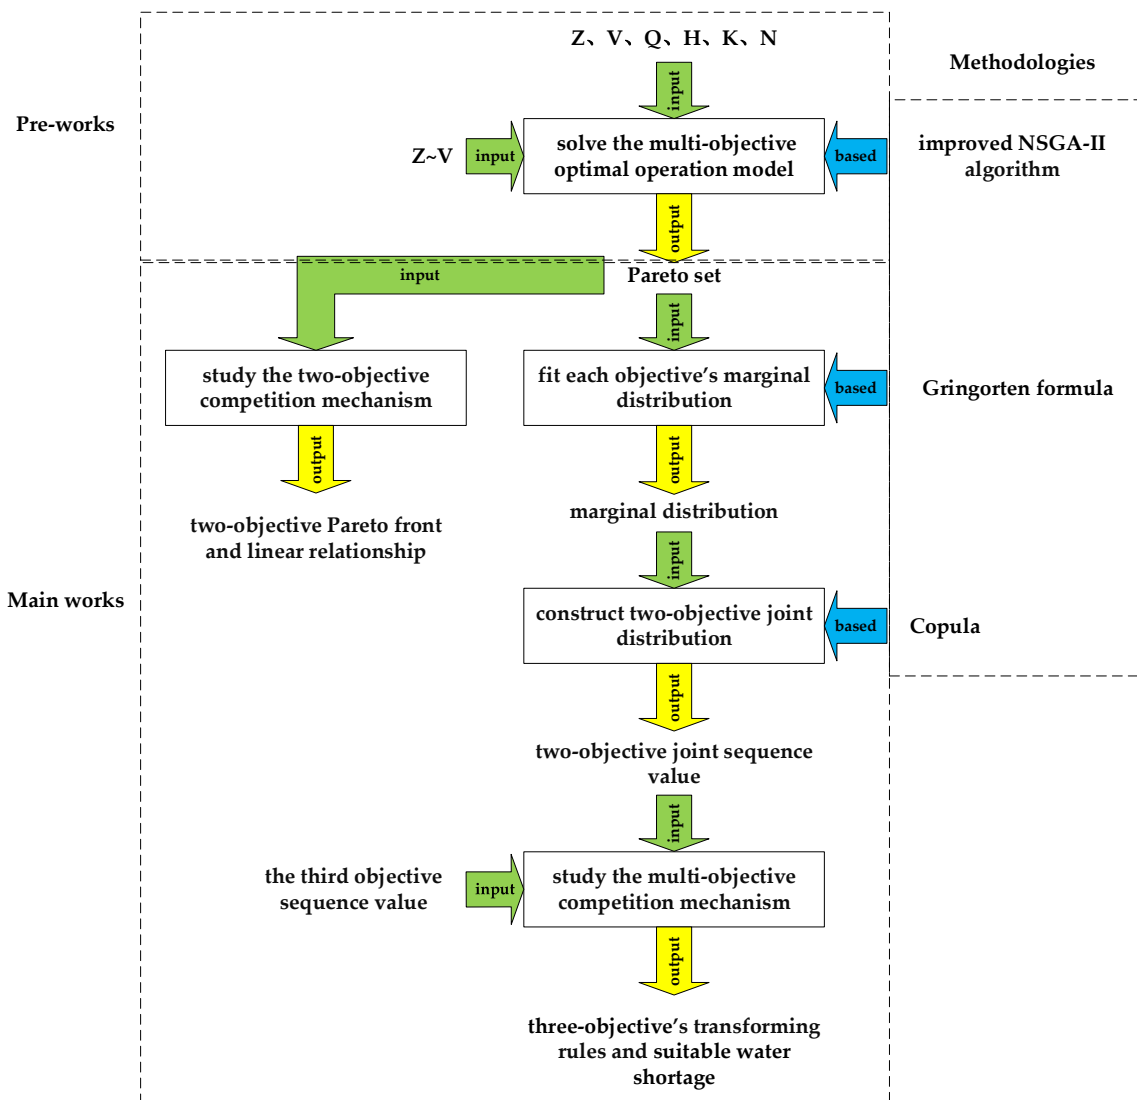 Z、V、Q、H、K、N
Methodologies
input
Pre-works
Z~V
input
solve the multi-objective
optimal operation model
based
improved NSGA-II
algorithm
output
input
Pareto set
input
study the two-objective
competition mechanism
fit each objective's marginal
distribution
based
Gringorten formula
output
output
two-objective Pareto front
and linear relationship
marginal distribution
input
Main works
construct two-objective joint
distribution
based
Copula
output
two-objective joint sequence
value
input
the third objective
sequence value
input
study the multi-objective
competition mechanism
output
three-objective's transforming
rules and suitable water
shortage